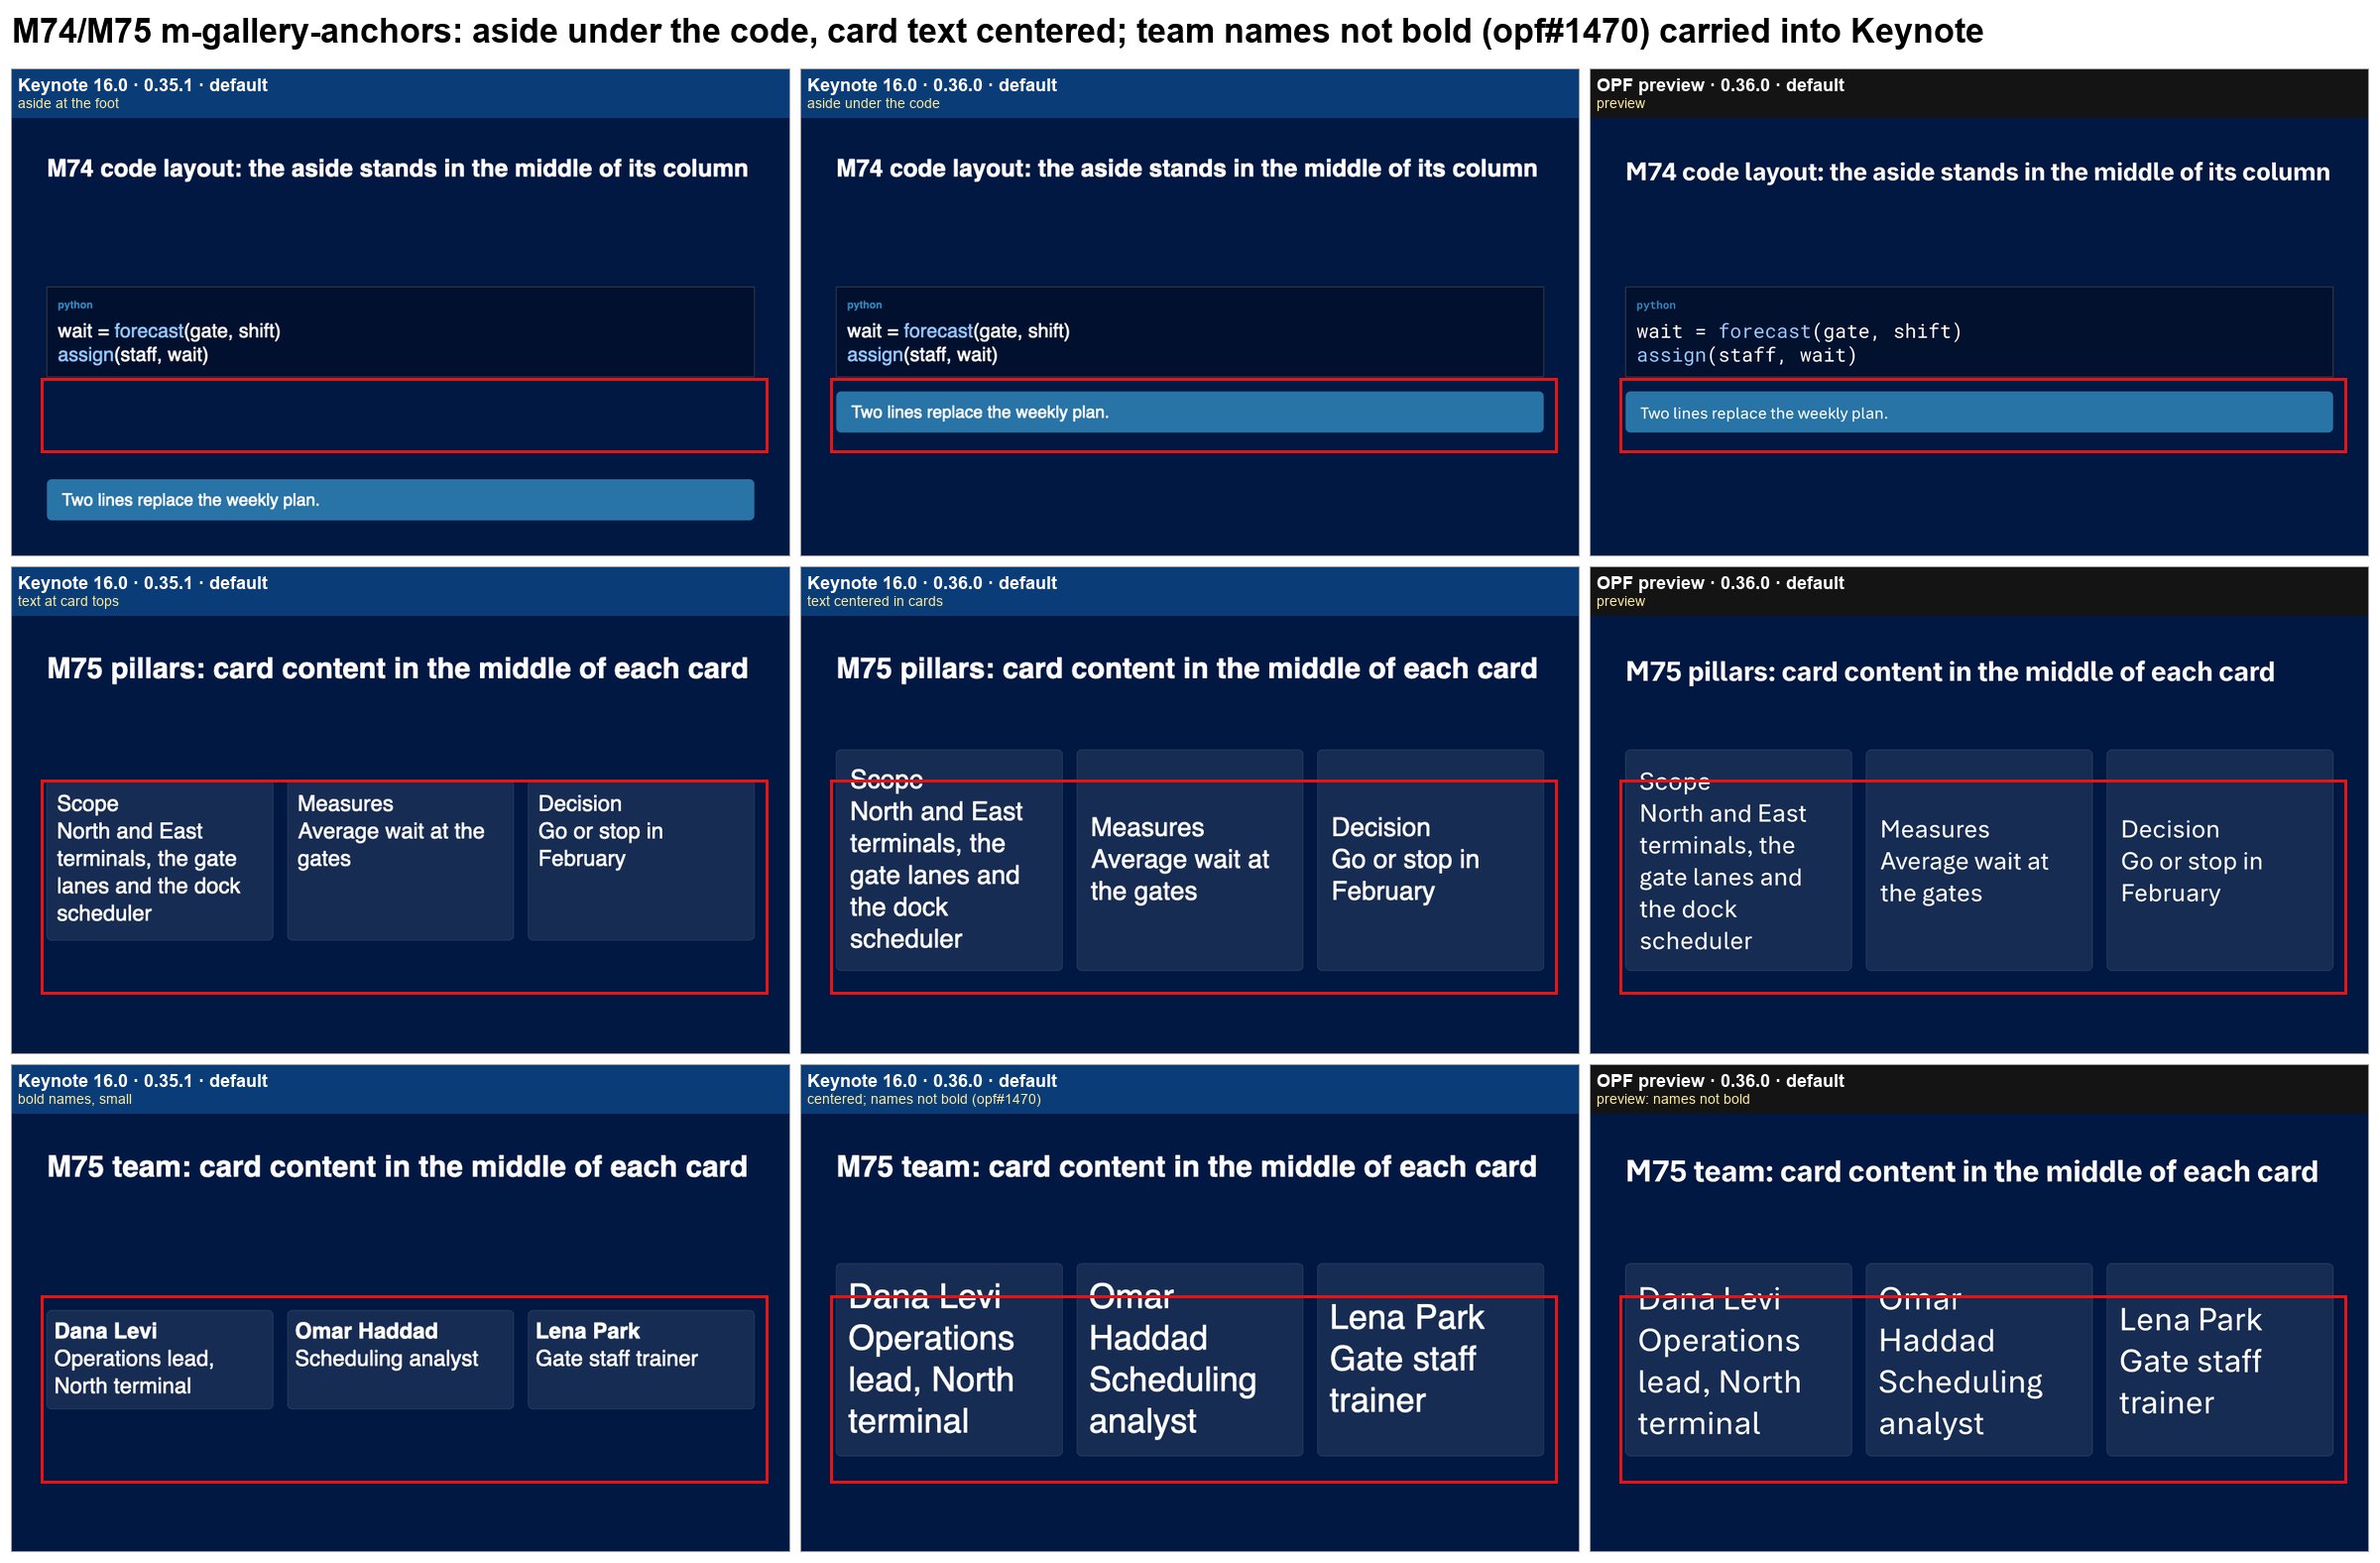 M74/M75 m-gallery-anchors: aside under the code, card text centered; team names not bold (opf#1470) carried into Keynote
Keynote 16.0 · 0.35.1 · default
aside at the foot
M74 code layout: the aside stands in the middle of its column
python
wait = forecast(gate, shift)
assign(staff, wait)
Two lines replace the weekly plan.
Keynote 16.0 · 0.36.0 · default
aside under the code
M74 code layout: the aside stands in the middle of its column
python
wait = forecast(gate, shift)
assign(staff, wait)
Two lines replace the weekly plan.
OPF preview · 0.36.0 · default
preview
M74 code layout: the aside stands in the middle of its column
python
wait = forecast(gate, shift)
assign(staff, wait)
Two lines replace the weekly plan.
Keynote 16.0 · 0.35.1 · default
text at card tops
M75 pillars: card content in the middle of each card
Scope
North and East
terminals, the gate
lanes and the dock
scheduler
Measures
Average wait at the
gates
Decision
Go or stop in
February
Keynote 16.0 · 0.36.0 · default
text centered in cards
M75 pillars: card content in the middle of each card
Scope
North and East
terminals, the
gate lanes and
the dock
scheduler
Measures
Average wait at
the gates
Decision
Go or stop in
February
OPF preview · 0.36.0 · default
preview
M75 pillars: card content in the middle of each card
Scope
North and East
terminals, the
gate lanes and
the dock
scheduler
Measures
Average wait at
the gates
Decision
Go or stop in
February
Keynote 16.0 · 0.35.1 · default
bold names, small
M75 team: card content in the middle of each card
Dana Levi
Operations lead,
North terminal
Omar Haddad
Scheduling analyst
Lena Park
Gate staff trainer
Keynote 16.0 · 0.36.0 · default
centered; names not bold (opf#1470)
M75 team: card content in the middle of each card
Dana Levi
Operations
lead, North
terminal
Omar
Haddad
Scheduling
analyst
Lena Park
Gate staff
trainer
OPF preview · 0.36.0 · default
preview: names not bold
M75 team: card content in the middle of each card
Dana Levi
Operations
lead, North
terminal
Omar
Haddad
Scheduling
analyst
Lena Park
Gate staff
trainer